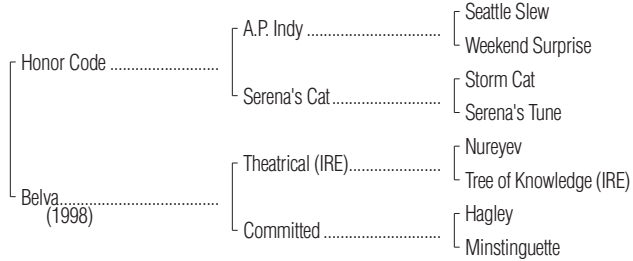 Seattle Slew
A.P. Indy ................................
Weekend Surprise
Honor Code ..........................
Storm Cat
Serena's Cat..........................
Serena's Tune
Nureyev
Theatrical (IRE)......................
Tree of Knowledge (IRE)
Belva.......................................
(1998)
Hagley
Committed ............................
Minstinguette